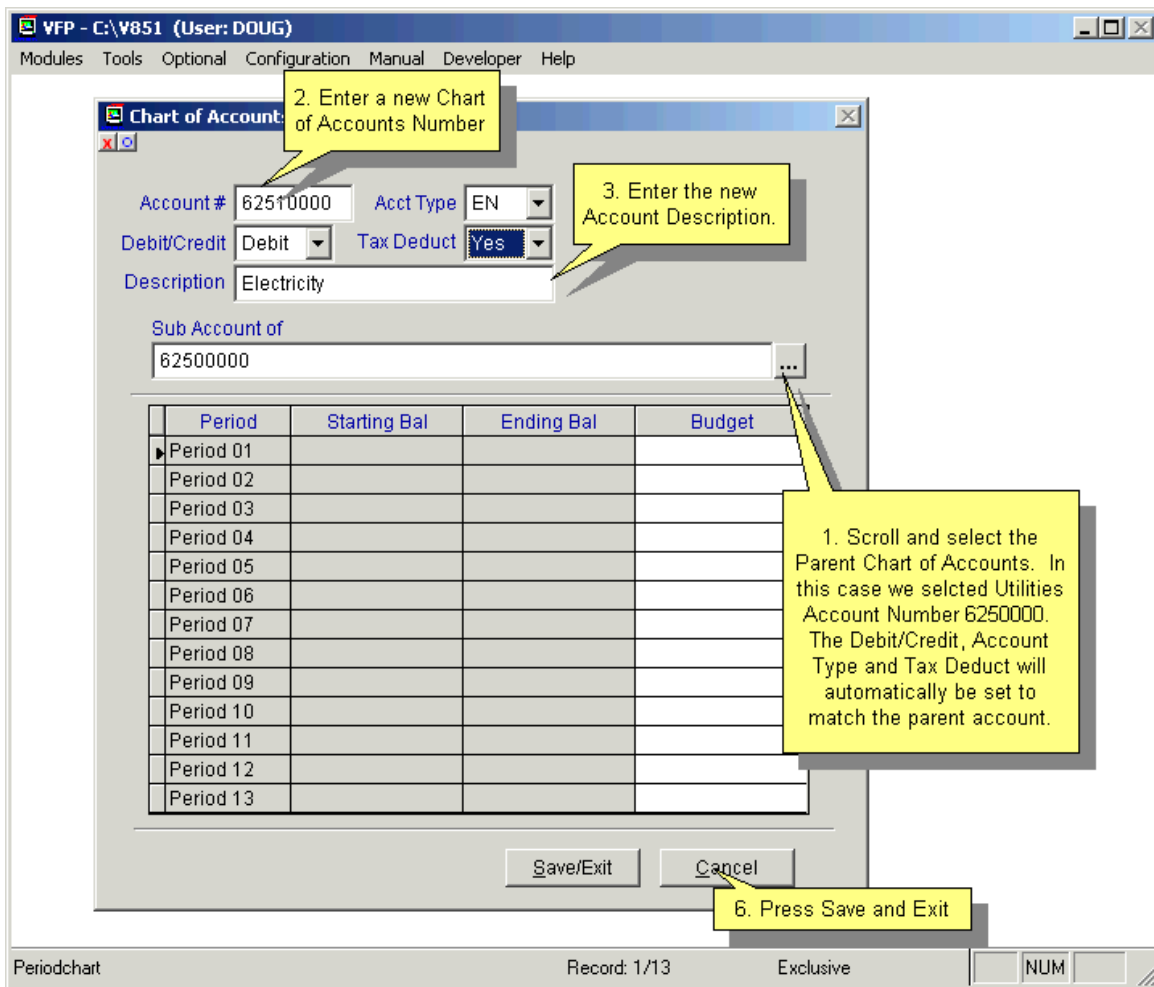 VFP - C:\V851 (User: DOUG)
Modules Tools Optional Configuration Manual Developer Help
2. Enter a new Chart
of Accounts Number
Chart of Account
Account # 62510000 Acct Type EN
3. Enter the new
Account Description.
Debit/Credit Debit Tax Deduct Yes
Description Electricity
Sub Account of
62500000 ...
Period Starting Bal Ending Bal Budget
Period 01
Period 02
Period 03
Period 04
Period 05
Period 06
Period 07
Period 08
Period 09
Period 10
Period 11
Period 12
Period 13
1. Scroll and select the
Parent Chart of Accounts. In
this case we selcted Utilities
Account Number 6250000.
The Debit/Credit, Account
Type and Tax Deduct will
automatically be set to
match the parent account.
Save/Exit Cancel
6. Press Save and Exit
Periodchart Record: 1/13 Exclusive NUM